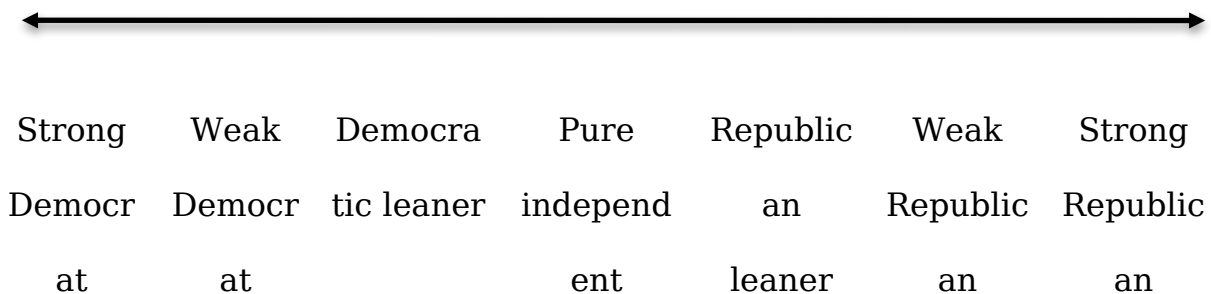 Strong Weak Democra Pure Republic Weak Strong
Democr Democr tic leaner independ an Republic Republic
at at ent leaner an an